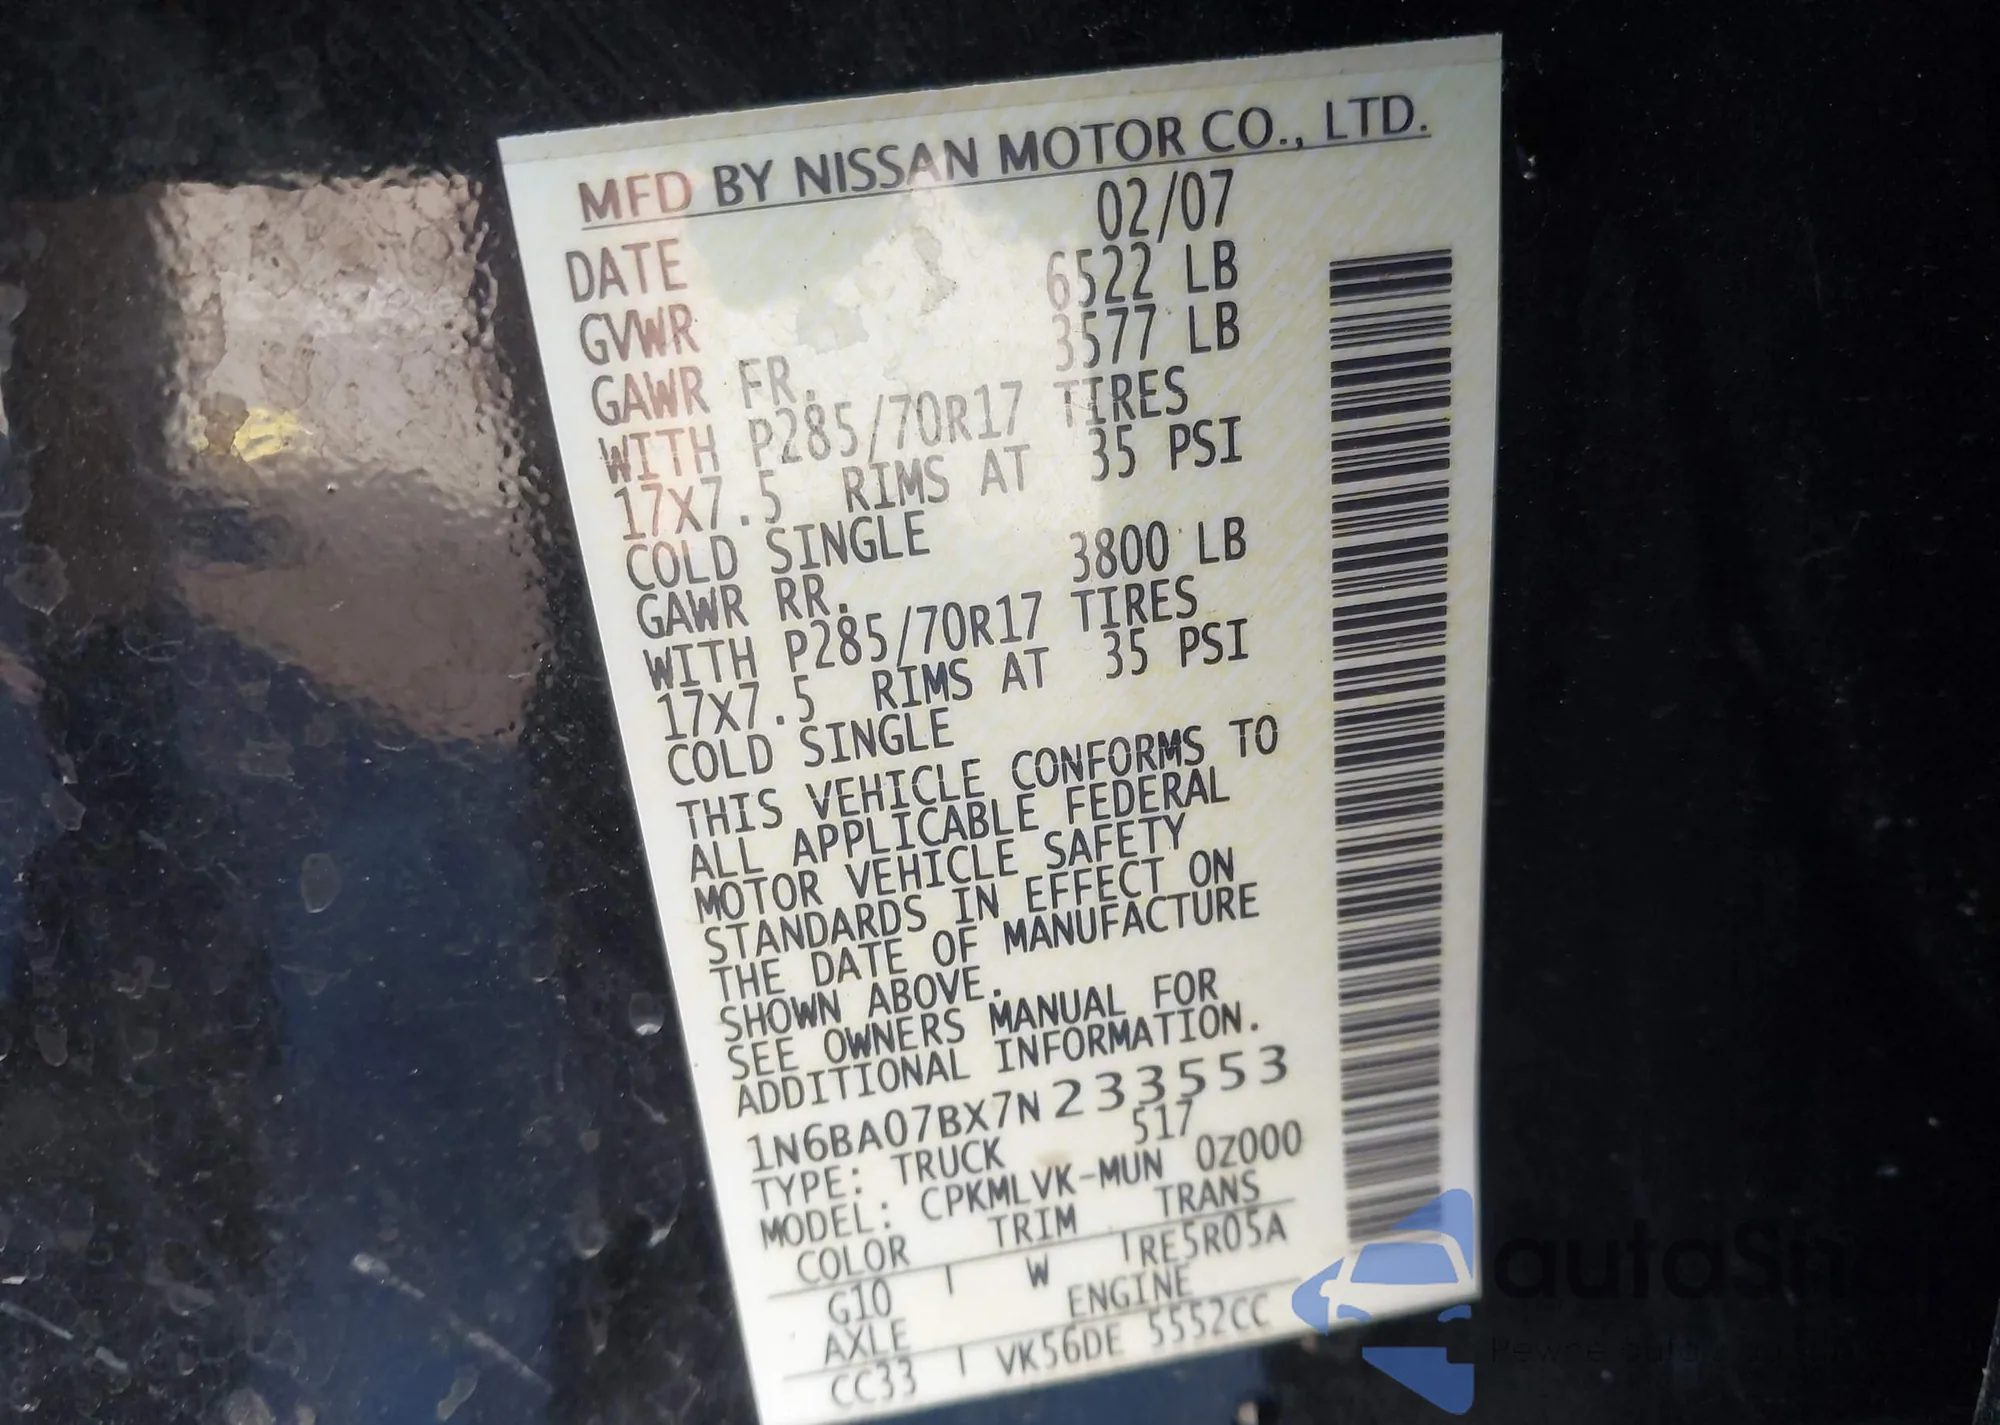 MFD BY NISSAN MOTOR CO., LTD.
DATE 02/07
GVWR 6522 LB
GAWR FR. 3577 LB
WITH P285/70R17 TIRES
17X7.5 RIMS AT 35 PSI
COLD SINGLE
GAWR RR. 3800 LB
WITH P285/70R17 TIRES
17X7.5 RIMS AT 35 PSI
COLD SINGLE
THIS VEHICLE CONFORMS TO
ALL APPLICABLE FEDERAL
MOTOR VEHICLE SAFETY
STANDARDS IN EFFECT ON
THE DATE OF MANUFACTURE
SHOWN ABOVE.
SEE OWNERS MANUAL FOR
ADDITIONAL INFORMATION.
1N6BA07BX7N233553
TYPE: TRUCK 517
MODEL: CPKMLVK-MUN 0Z000
COLOR TRIM TRANS
G10 W RE5R05A
AXLE ENGINE
CC33 VK56DE 5552CC